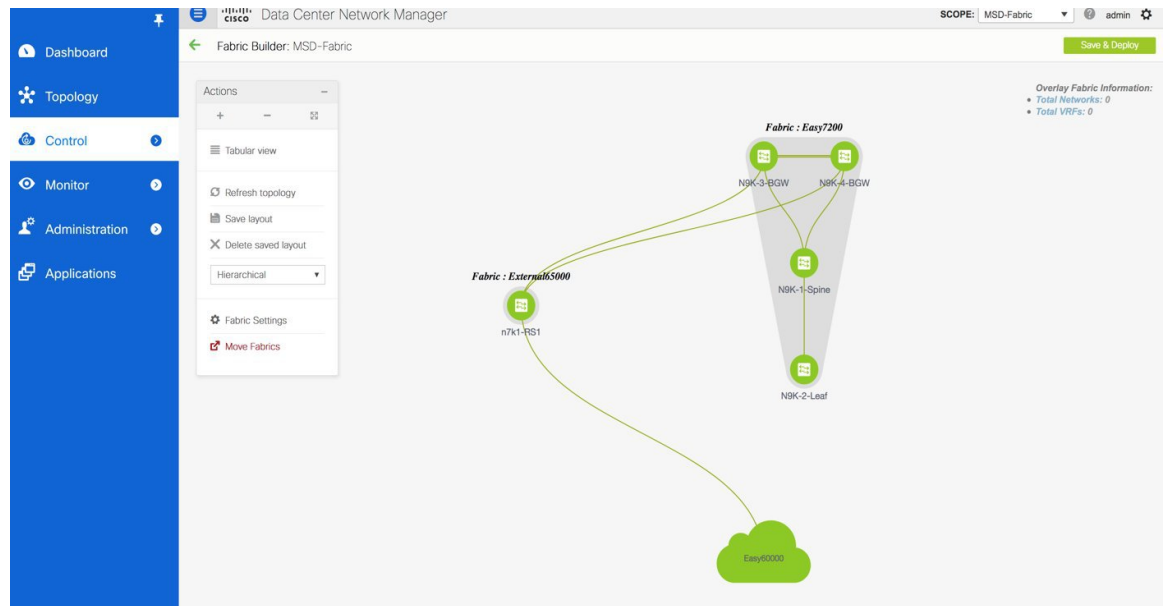 cisco Data Center Network Manager
SCOPE: MSD-Fabric admin
Fabric Builder: MSD-Fabric
Save & Deploy
Dashboard
Topology
Control
Monitor
Administration
Applications
Actions
Tabular view
Refresh topology
Save layout
Delete saved layout
Hierarchical
Fabric Settings
Move Fabrics
Overlay Fabric Information:
Total Networks: 0
Total VRFs: 0
Fabric : Easy7200
N9K-3-BGW N9K-4-BGW
N9K-1-Spine
N9K-2-Leaf
Fabric : External65000
n7k1-RS1
Easy60000